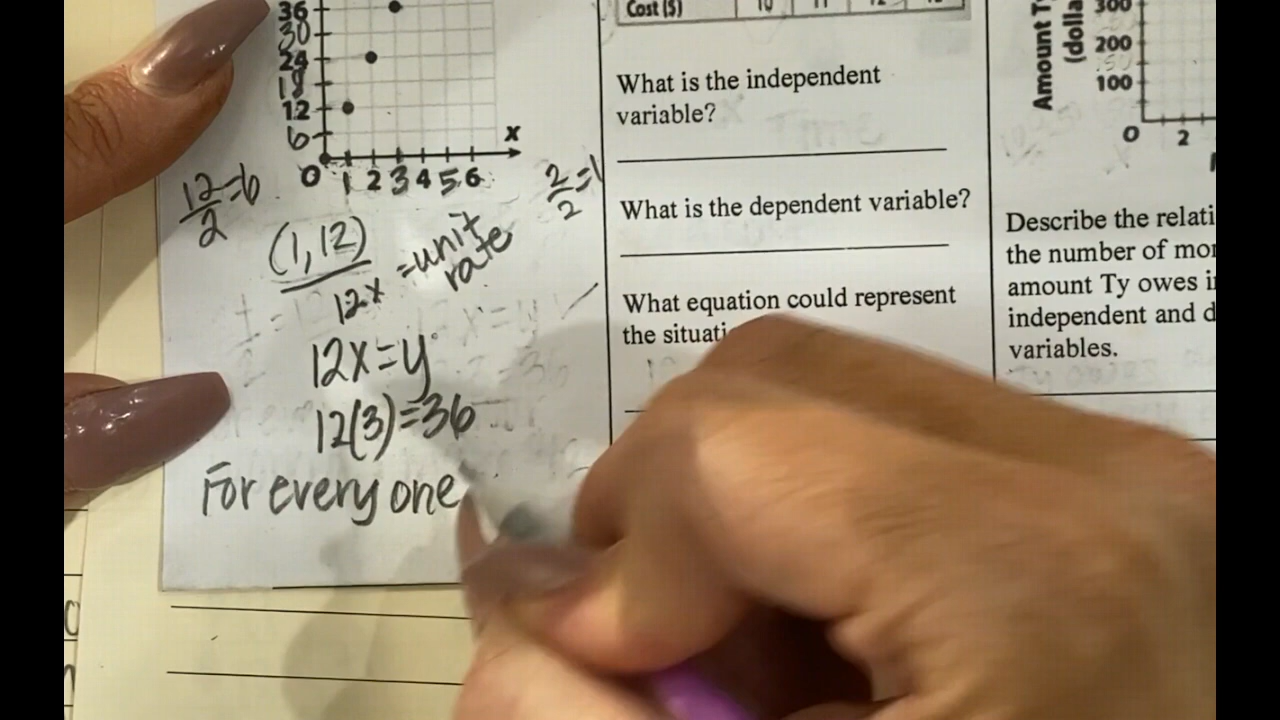 36
30
24
18
12
6
x
0 1 2 3 4 5 6
12/2=6
2/2=1
(1,12)
12x
=unit
rate
12x=y
12(3)=36
For every one
Cost ($)
What is the independent
variable?
What is the dependent variable?
What equation could represent
the situati
Amount T
(dolla
300
200
100
O 2
Describe the relati
the number of mo
amount Ty owes i
independent and d
variables.